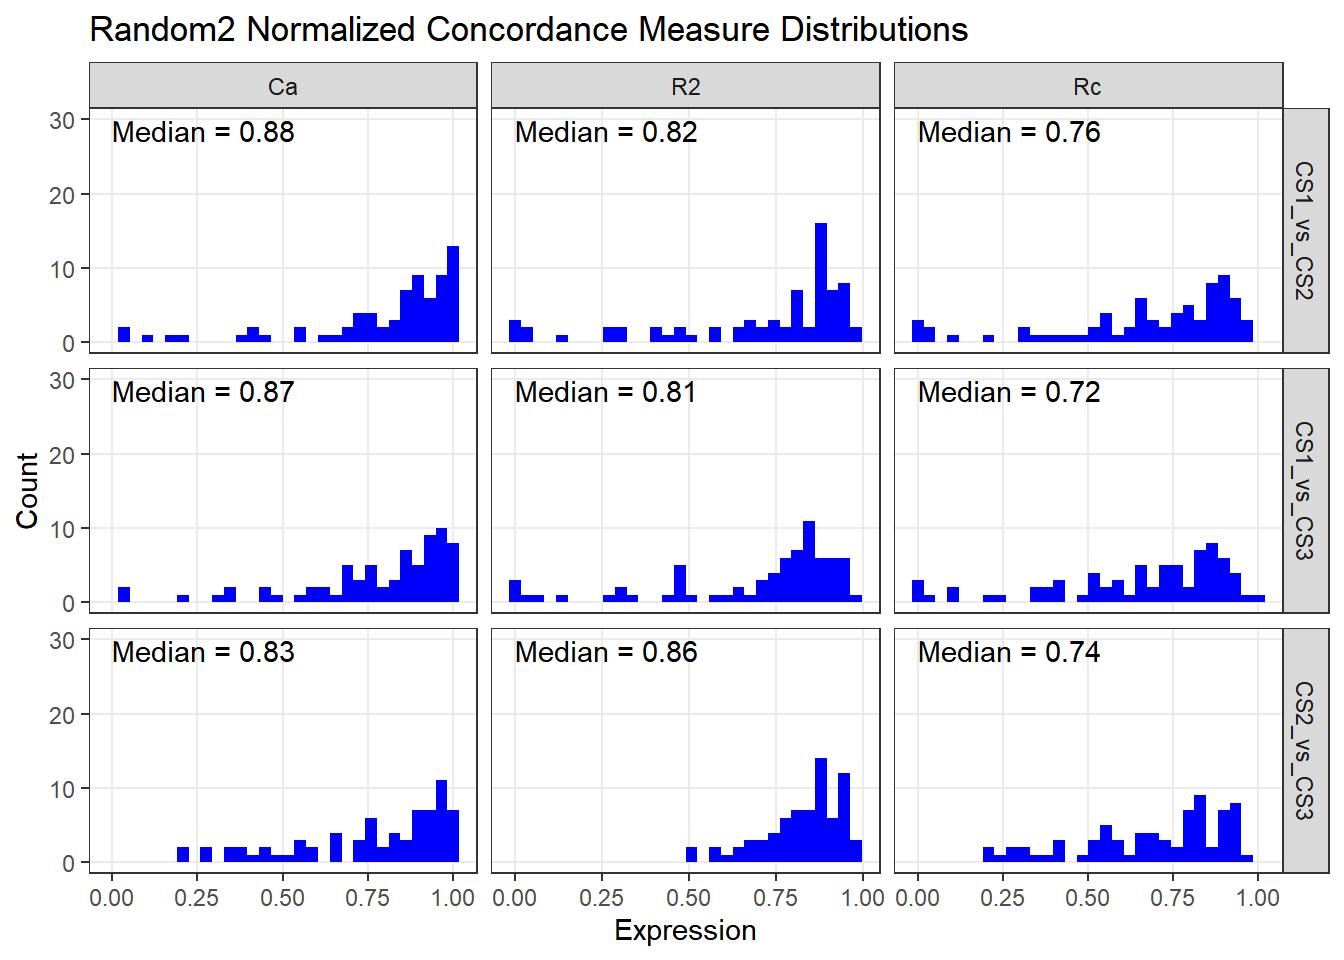 Random2 Normalized Concordance Measure Distributions
Ca
R2
Rc
30
20
10
0
Median = 0.88
Median = 0.82
Median = 0.76
CS1_vs_CS2
30
20
10
0
Median = 0.87
Median = 0.81
Median = 0.72
CS1_vs_CS3
Count
30
20
10
0
Median = 0.83
Median = 0.86
Median = 0.74
CS2_vs_CS3
0.00 0.25 0.50 0.75 1.00
0.00 0.25 0.50 0.75 1.00
0.00 0.25 0.50 0.75 1.00
Expression